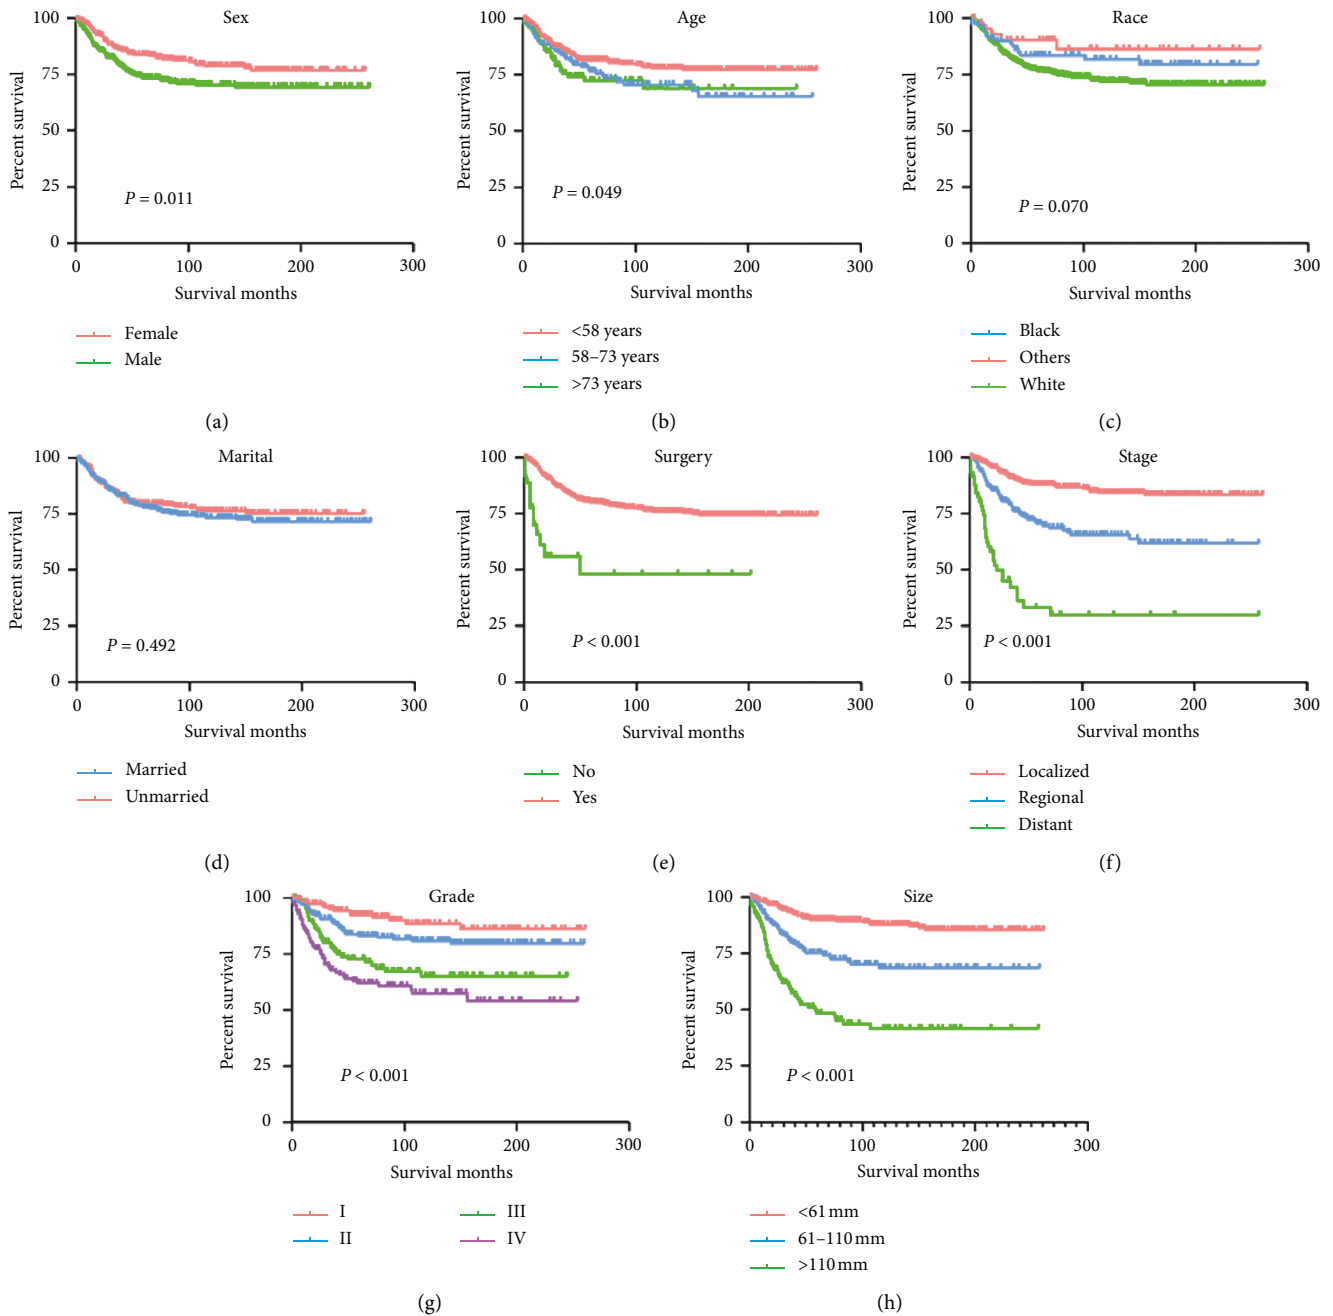 Sex
100
75
50
25
0
Percent survival
P = 0.011
0 100 200 300
Survival months
Female
Male
(a)
Age
100
75
50
25
0
Percent survival
P = 0.049
0 100 200 300
Survival months
<58 years
58–73 years
>73 years
(b)
Race
100
75
50
25
0
Percent survival
P = 0.070
0 100 200 300
Survival months
Black
Others
White
(c)
Marital
100
75
50
25
0
Percent survival
P = 0.492
0 100 200 300
Survival months
Married
Unmarried
(d)
Surgery
100
75
50
25
0
Percent survival
P < 0.001
0 100 200 300
Survival months
No
Yes
(e)
Stage
100
75
50
25
0
Percent survival
P < 0.001
0 100 200 300
Survival months
Localized
Regional
Distant
(f)
Grade
100
75
50
25
0
Percent survival
P < 0.001
0 100 200 300
Survival months
I III
II IV
(g)
Size
100
75
50
25
0
Percent survival
P < 0.001
0 100 200 300
Survival months
<61 mm
61–110 mm
>110 mm
(h)